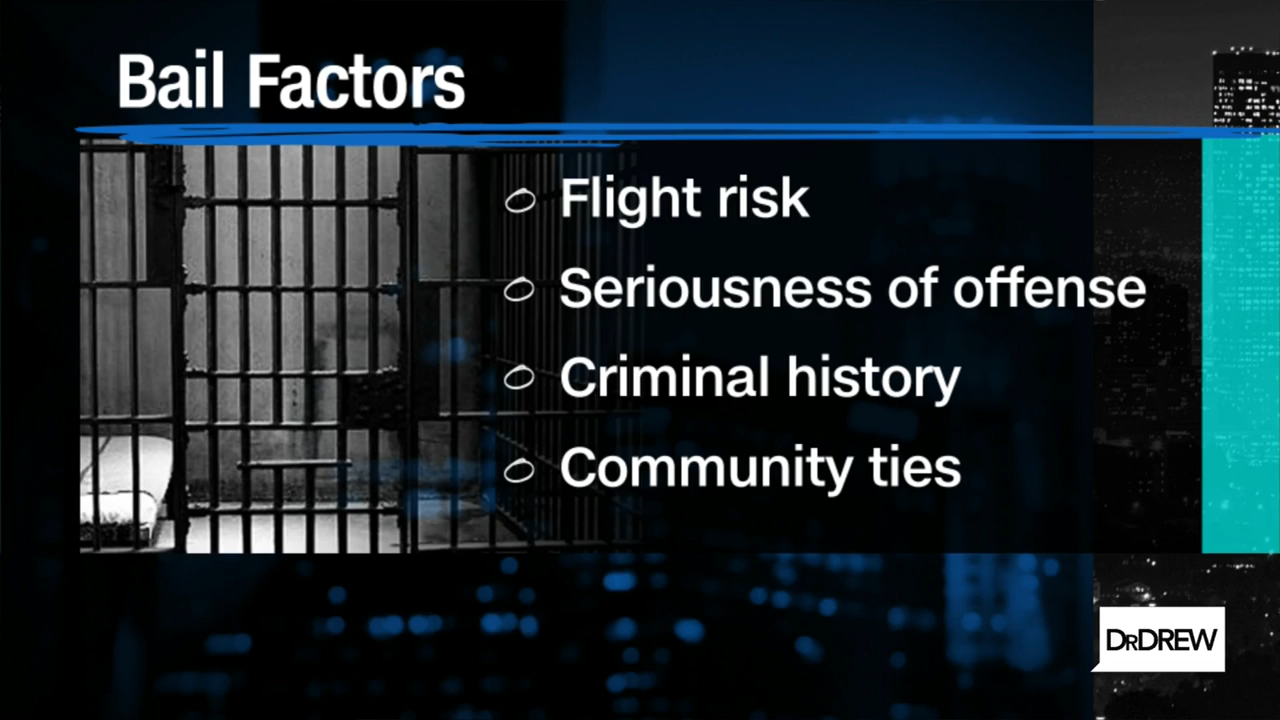 Bail Factors
Flight risk
Seriousness of offense
Criminal history
Community ties
DRDREW